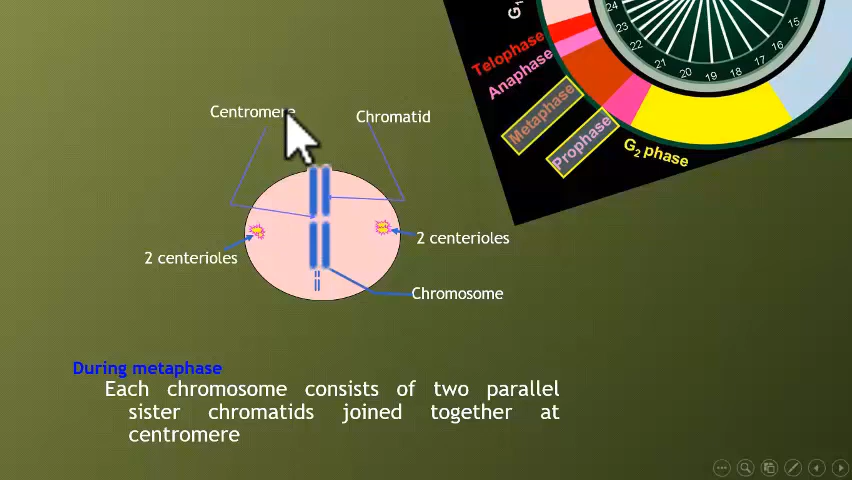 G₁
24
23
22
21
20
19
18
17
16
15
Telophase
Anaphase
Metaphase
Prophase
G₂ phase
Centromere
Chromatid
2 centerioles
2 centerioles
Chromosome
During metaphase
Each chromosome consists of two parallel
sister chromatids joined together at
centromere